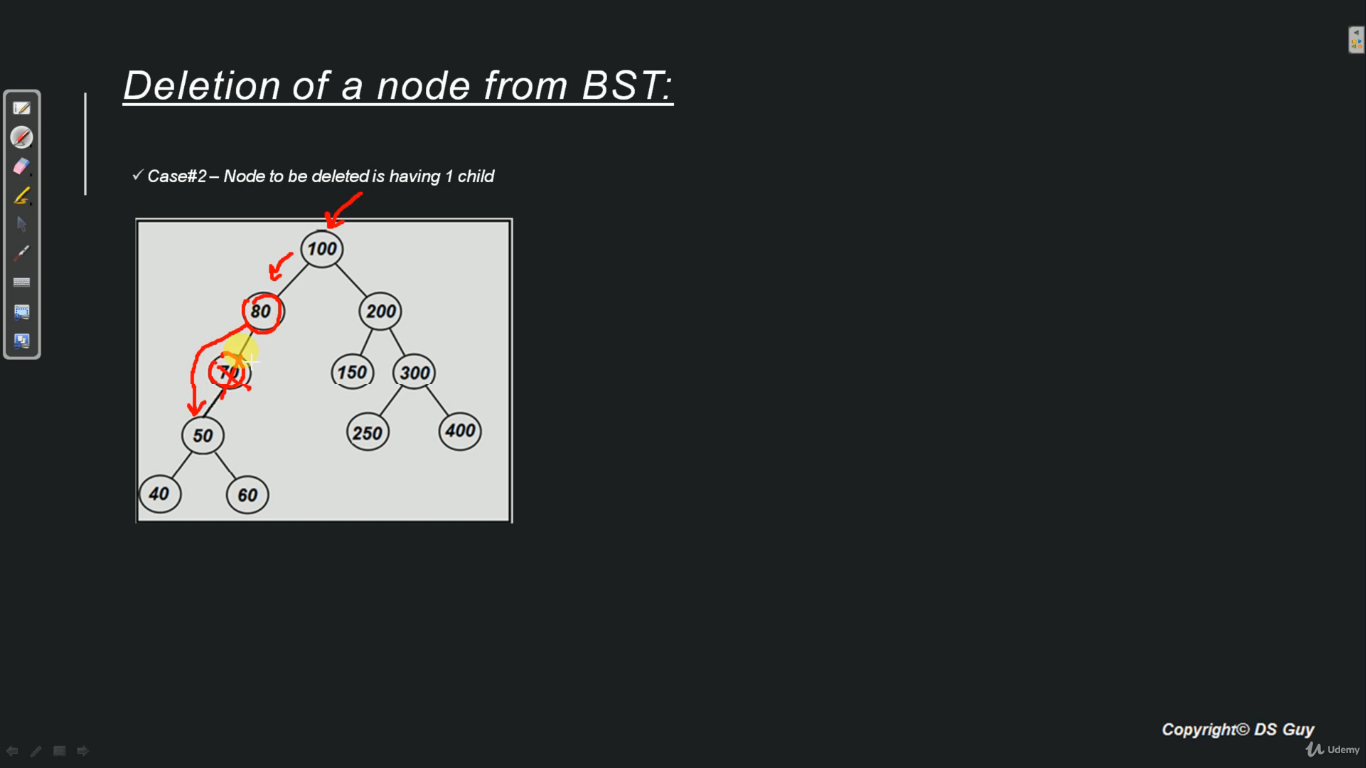 Deletion of a node from BST:
✓ Case#2 – Node to be deleted is having 1 child
100
80
200
70
150
300
50
250
400
40
60
Copyright© DS Guy
Udemy